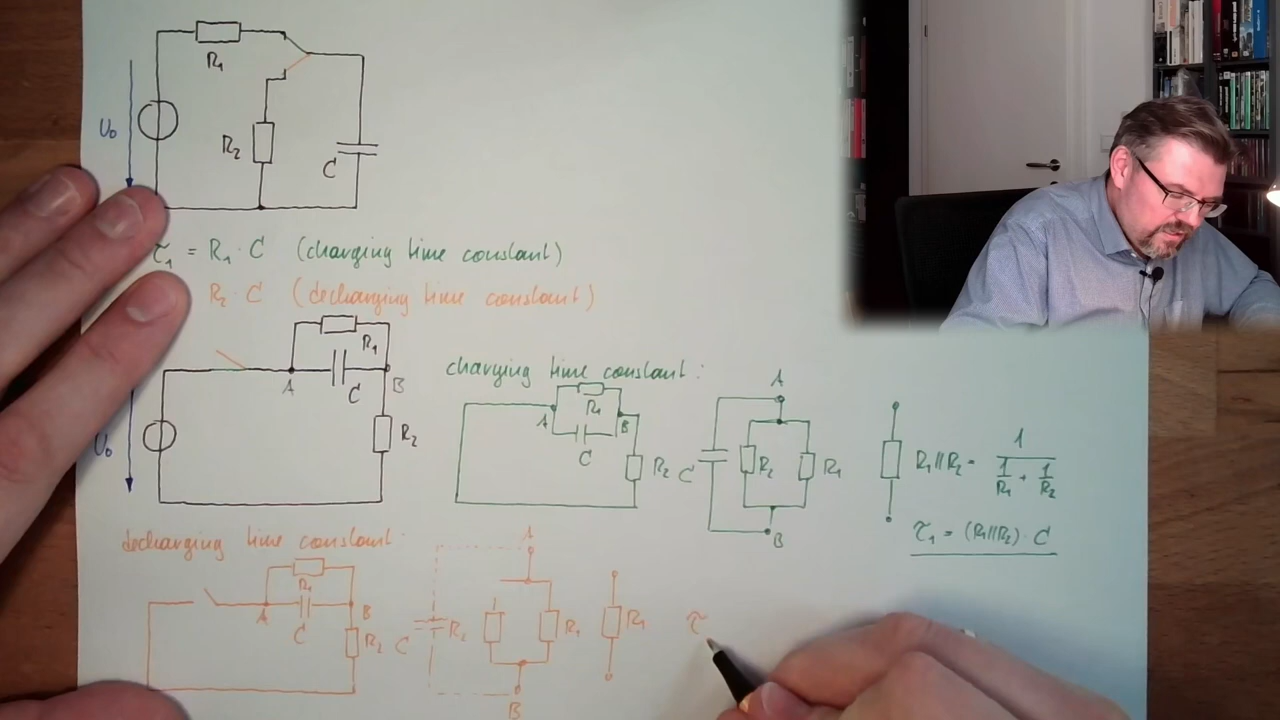 R₁
U₀
R₂
C
τ₁ = R₁ · C (charging time constant)
R₂ · C (decharging time constant)
R₁
A
C
B
U₀
R₂
charging time constant:
A
R₁
B
C
R₂
A
C
R₂
R₁
B
R₁//R₂ = 1
1/R₁ + 1/R₂
τ₁ = (R₁//R₂) · C
decharging time constant
R₁
A
C
B
R₂
A
C
R₂
R₁
B
R₁
τ